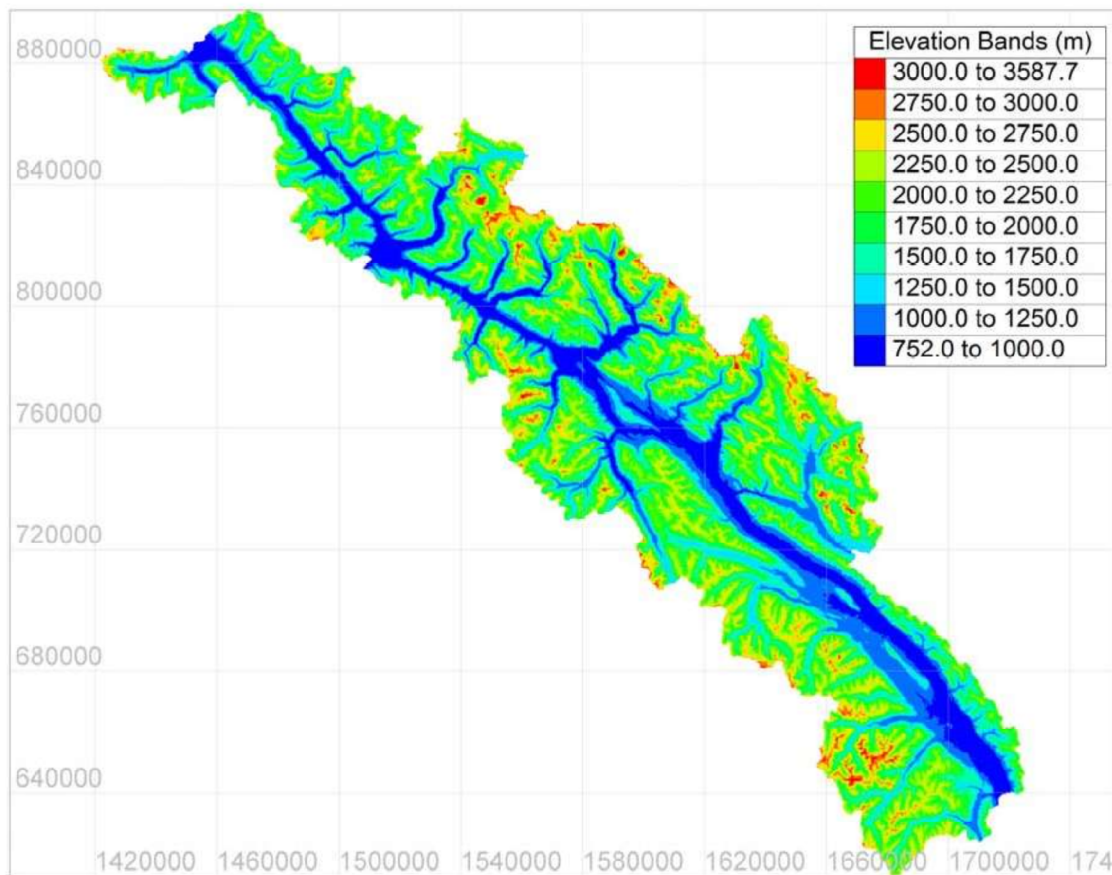 Elevation Bands (m)
3000.0 to 3587.7
2750.0 to 3000.0
2500.0 to 2750.0
2250.0 to 2500.0
2000.0 to 2250.0
1750.0 to 2000.0
1500.0 to 1750.0
1250.0 to 1500.0
1000.0 to 1250.0
752.0 to 1000.0
880000
840000
800000
760000
720000
680000
640000
1420000 1460000 1500000 1540000 1580000 1620000 1660000 1700000 174